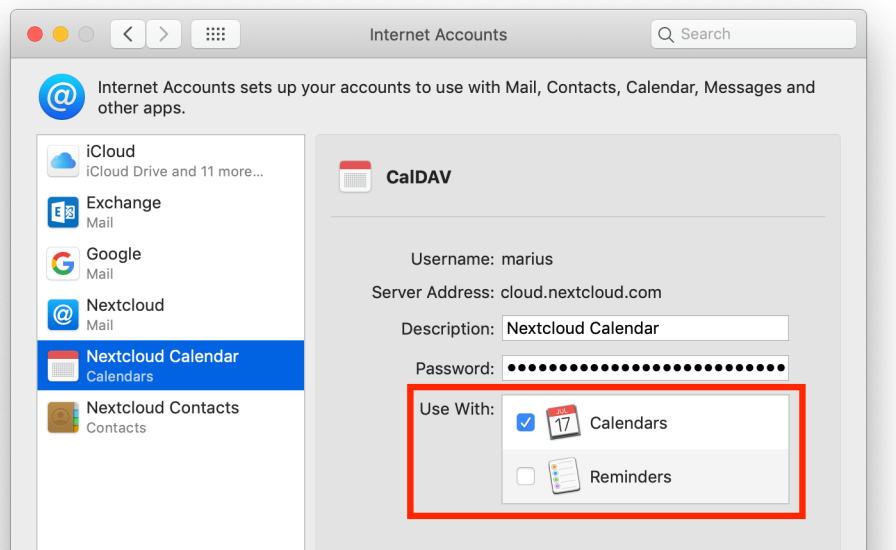 Internet Accounts
Search
Internet Accounts sets up your accounts to use with Mail, Contacts, Calendar, Messages and
other apps.
iCloud
iCloud Drive and 11 more...
Exchange
Mail
Google
Mail
Nextcloud
Mail
Nextcloud Calendar
Calendars
Nextcloud Contacts
Contacts
CalDAV
Username: marius
Server Address: cloud.nextcloud.com
Description: Nextcloud Calendar
Password: ••••••••••••••••••••••••••
Use With:
JUL
17
Calendars
Reminders